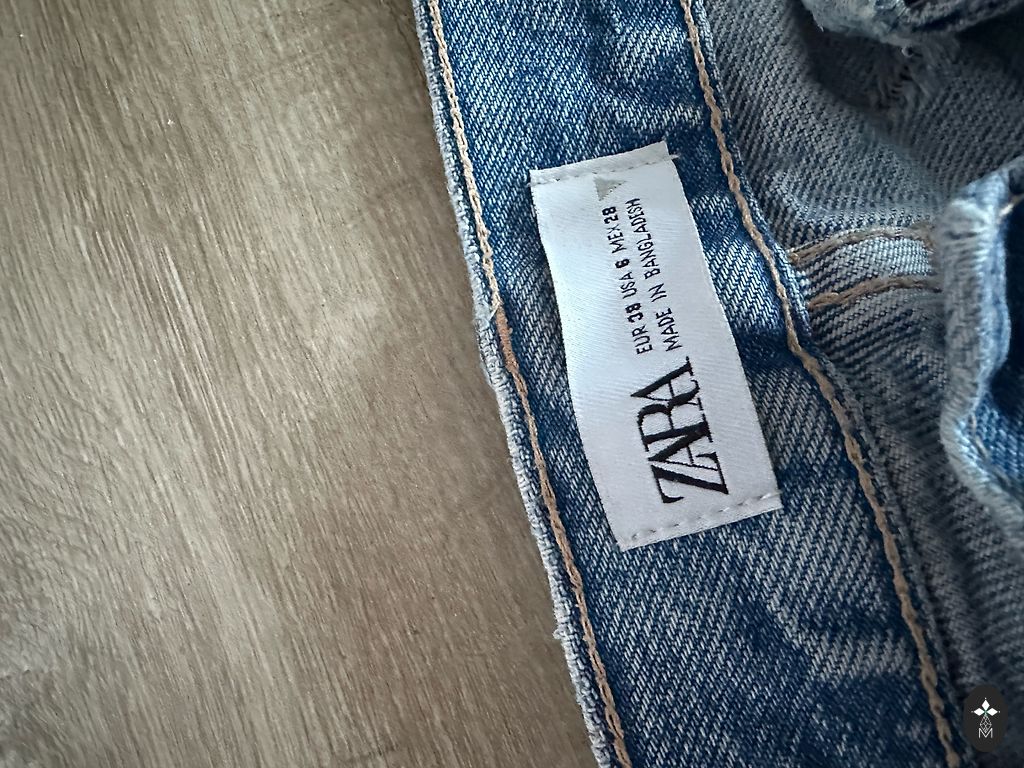 ZARA
EUR 38 USA 6 MEX 28
MADE IN BANGLADESH
M